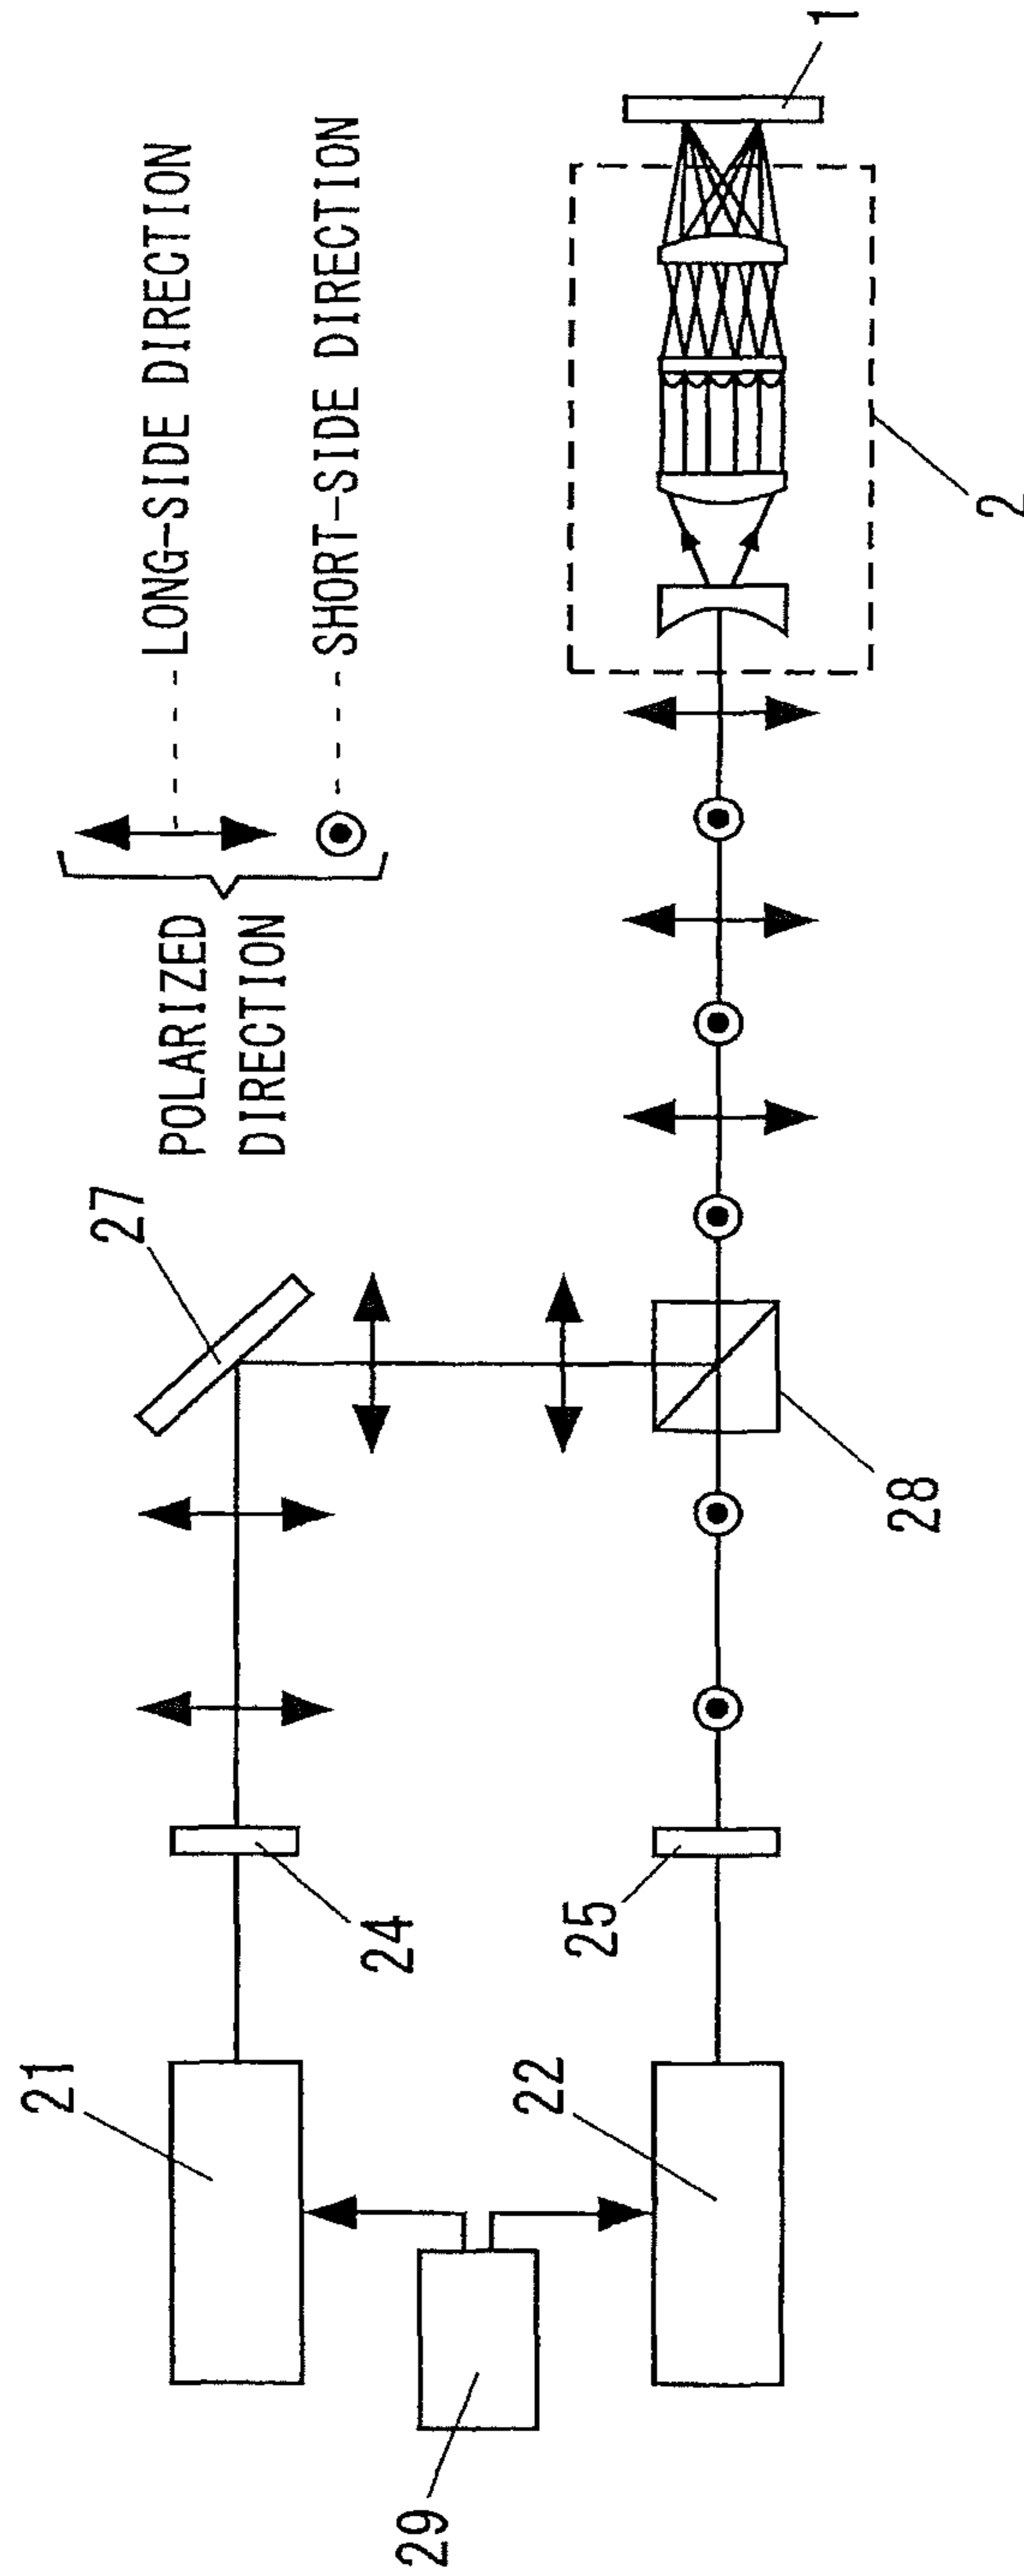 POLARIZED
DIRECTION
LONG-SIDE DIRECTION
SHORT-SIDE DIRECTION
21
24
27
29
22
25
28
2
1